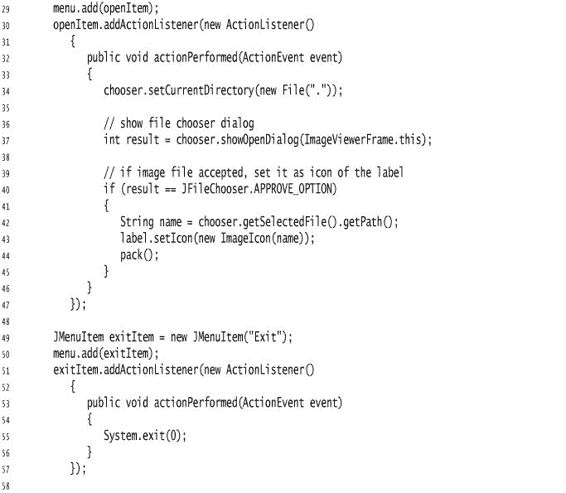 29 menu.add(openItem);
30 openItem.addActionListener(new ActionListener()
31 {
32 public void actionPerformed(ActionEvent event)
33 {
34 chooser.setCurrentDirectory(new File("."));
35
36 // show file chooser dialog
37 int result = chooser.showOpenDialog(ImageViewerFrame.this);
38
39 // if image file accepted, set it as icon of the label
40 if (result == JFileChooser.APPROVE_OPTION)
41 {
42 String name = chooser.getSelectedFile().getPath();
43 label.setIcon(new ImageIcon(name));
44 pack();
45 }
46 }
47 });
48
49 JMenuItem exitItem = new JMenuItem("Exit");
50 menu.add(exitItem);
51 exitItem.addActionListener(new ActionListener()
52 {
53 public void actionPerformed(ActionEvent event)
54 {
55 System.exit(0);
56 }
57 });
58